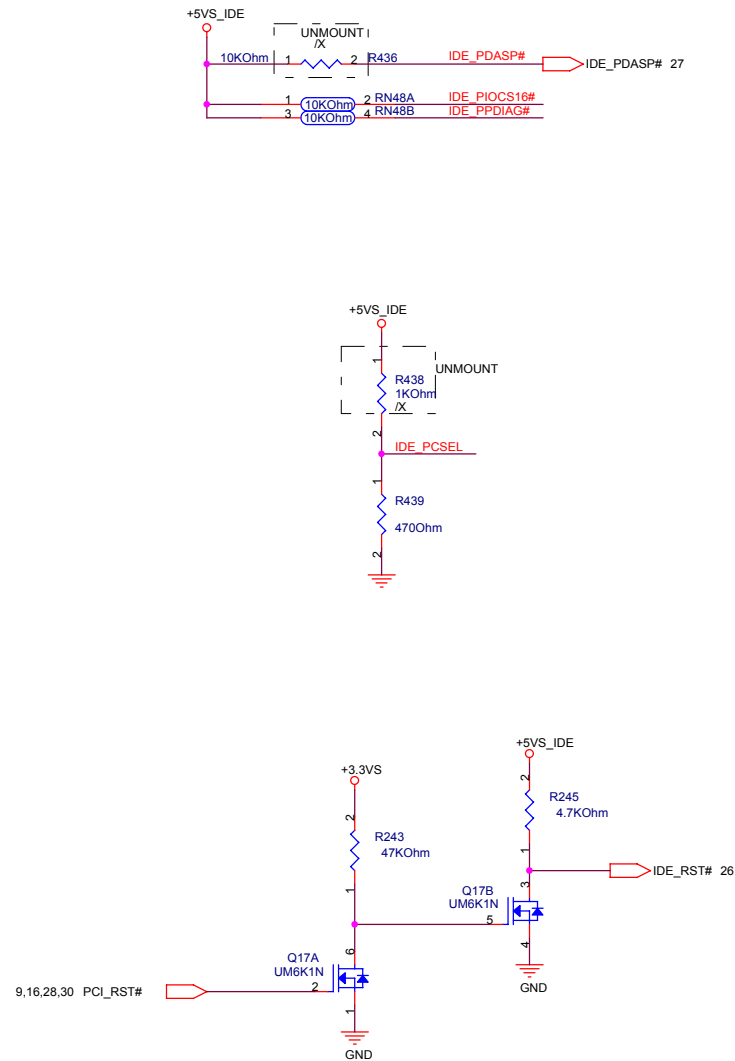 +5VS_IDE
UNMOUNT
/X
10KOhm 1 2 R436 IDE_PDASP# IDE_PDASP# 27
1 10KOhm 2 RN48A IDE_PIOCS16#
3 10KOhm 4 RN48B IDE_PPDIAG#
+5VS_IDE
1
UNMOUNT
R438
1KOhm
/X
2
IDE_PCSEL
1
R439
470Ohm
2
+5VS_IDE
+3.3VS
2
R245
4.7KOhm
2
R243
47KOhm
1
IDE_RST# 26
1
3
Q17B
UM6K1N
5
4
6
Q17A
UM6K1N
GND
9,16,28,30 PCI_RST# 2
1
GND